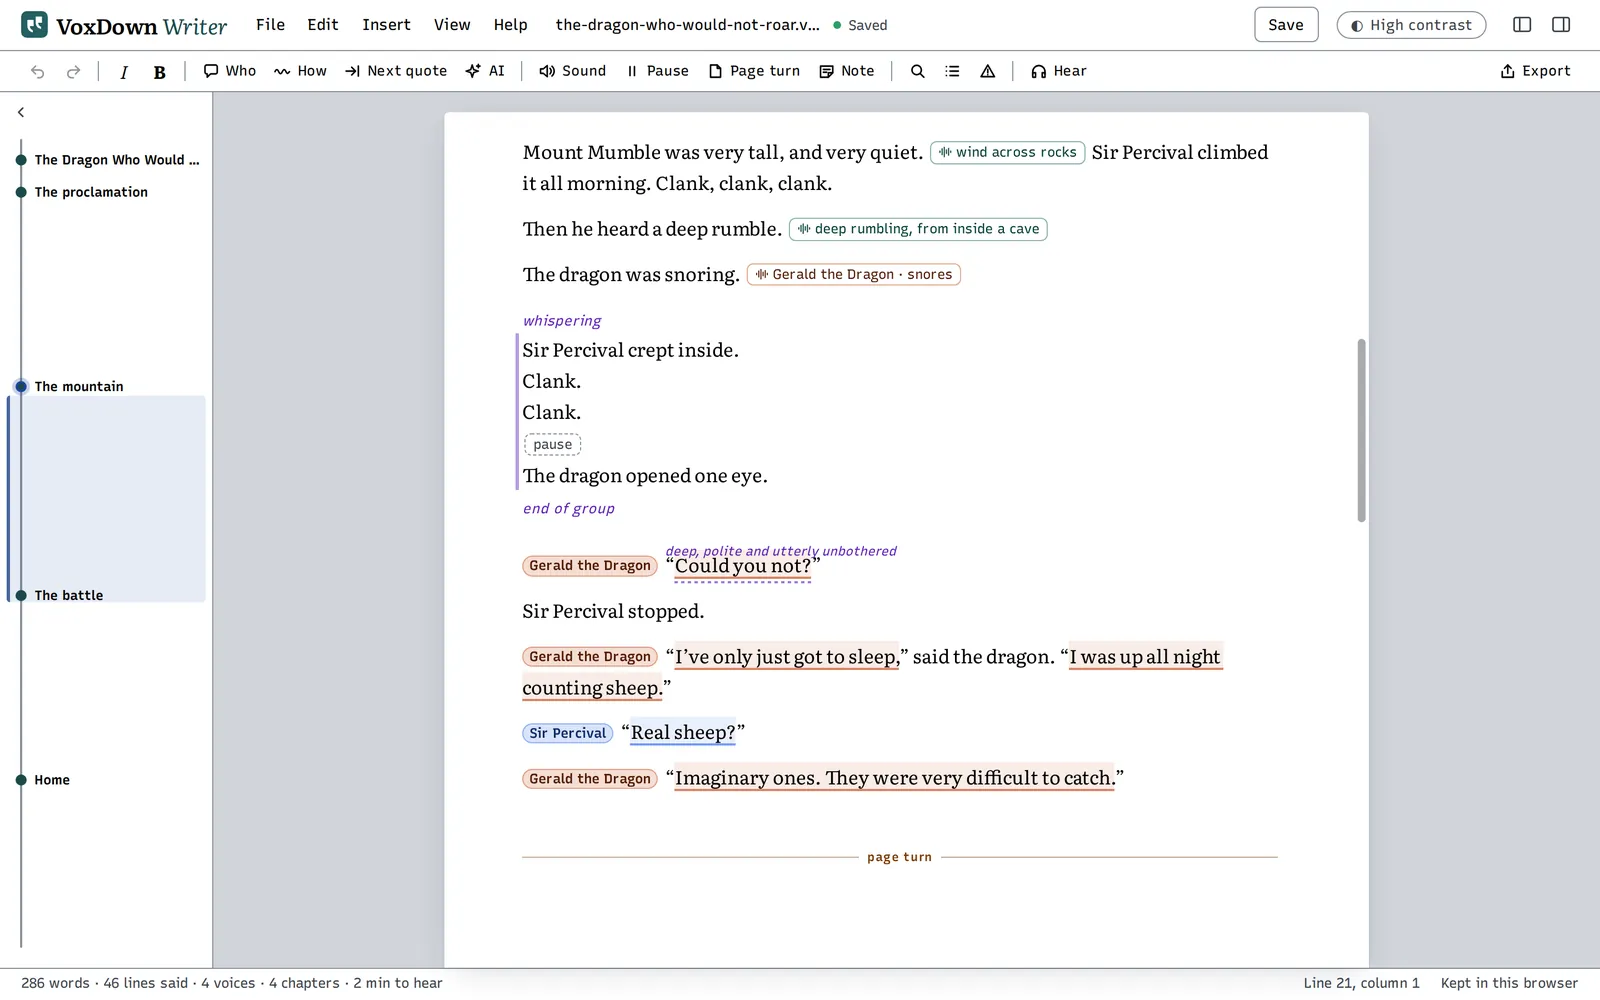 VoxDown Writer File Edit Insert View Help the-dragon-who-would-not-roar.v... Saved Save High contrast
I B Who How Next quote AI Sound Pause Page turn Note Hear Export
The Dragon Who Would ...
The proclamation
The mountain
The battle
Home
Mount Mumble was very tall, and very quiet. wind across rocks Sir Percival climbed
it all morning. Clank, clank, clank.
Then he heard a deep rumble. deep rumbling, from inside a cave
The dragon was snoring. Gerald the Dragon · snores
whispering
Sir Percival crept inside.
Clank.
Clank.
pause
The dragon opened one eye.
end of group
deep, polite and utterly unbothered
Gerald the Dragon “Could you not?”
Sir Percival stopped.
Gerald the Dragon “I’ve only just got to sleep,” said the dragon. “I was up all night
counting sheep.”
Sir Percival “Real sheep?”
Gerald the Dragon “Imaginary ones. They were very difficult to catch.”
page turn
286 words · 46 lines said · 4 voices · 4 chapters · 2 min to hear Line 21, column 1 Kept in this browser